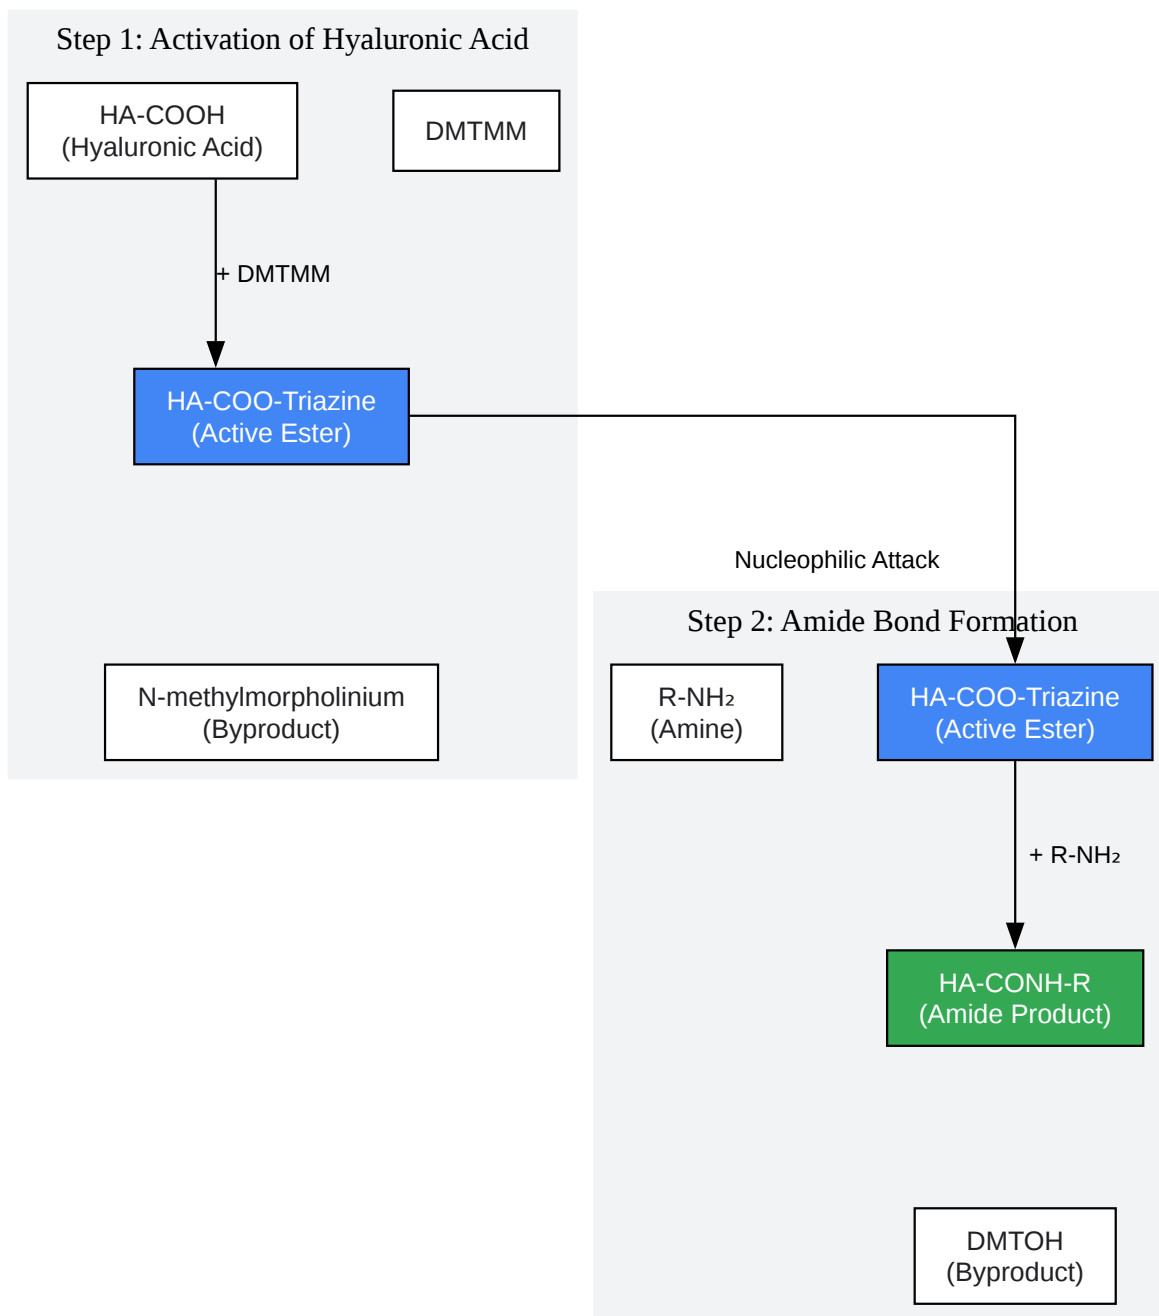 Step 1: Activation of Hyaluronic Acid
HA-COOH
(Hyaluronic Acid)
DMTMM
+ DMTMM
HA-COO-Triazine
(Active Ester)
N-methylmorpholinium
(Byproduct)
Nucleophilic Attack
Step 2: Amide Bond Formation
R-NH₂
(Amine)
HA-COO-Triazine
(Active Ester)
+ R-NH₂
HA-CONH-R
(Amide Product)
DMTOH
(Byproduct)